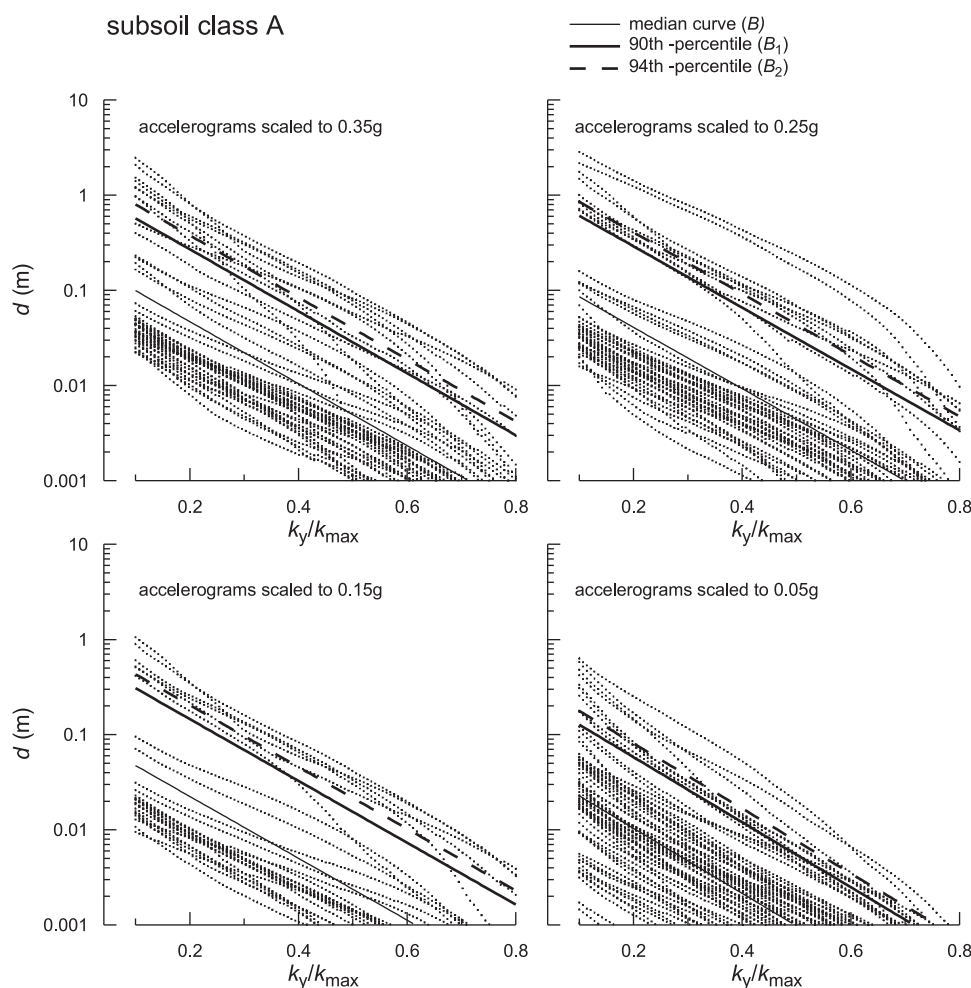 subsoil class A
median curve (B)
90th -percentile (B1)
94th -percentile (B2)
accelerograms scaled to 0.35g
10
1
0.1
0.01
0.001
d (m)
0.2 0.4 0.6 0.8
ky/kmax
accelerograms scaled to 0.25g
0.2 0.4 0.6 0.8
ky/kmax
accelerograms scaled to 0.15g
10
1
0.1
0.01
0.001
d (m)
0.2 0.4 0.6 0.8
ky/kmax
accelerograms scaled to 0.05g
0.2 0.4 0.6 0.8
ky/kmax